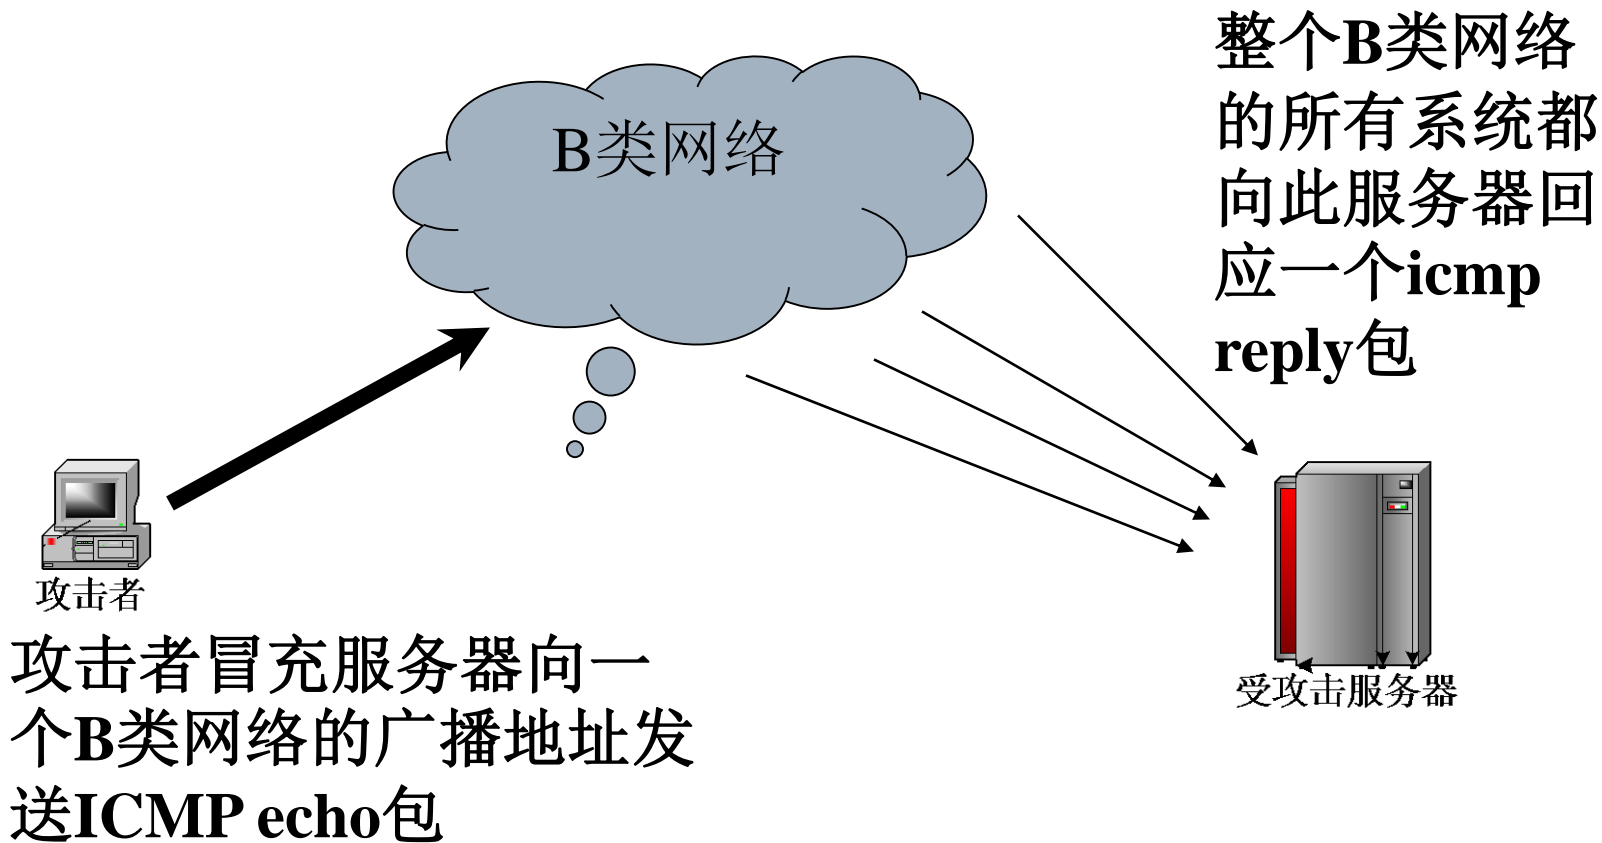 整个B类网络
的所有系统都
向此服务器回
应一个icmp
reply包
B类网络
攻击者
攻击者冒充服务器向一
个B类网络的广播地址发
送ICMP echo包
受攻击服务器